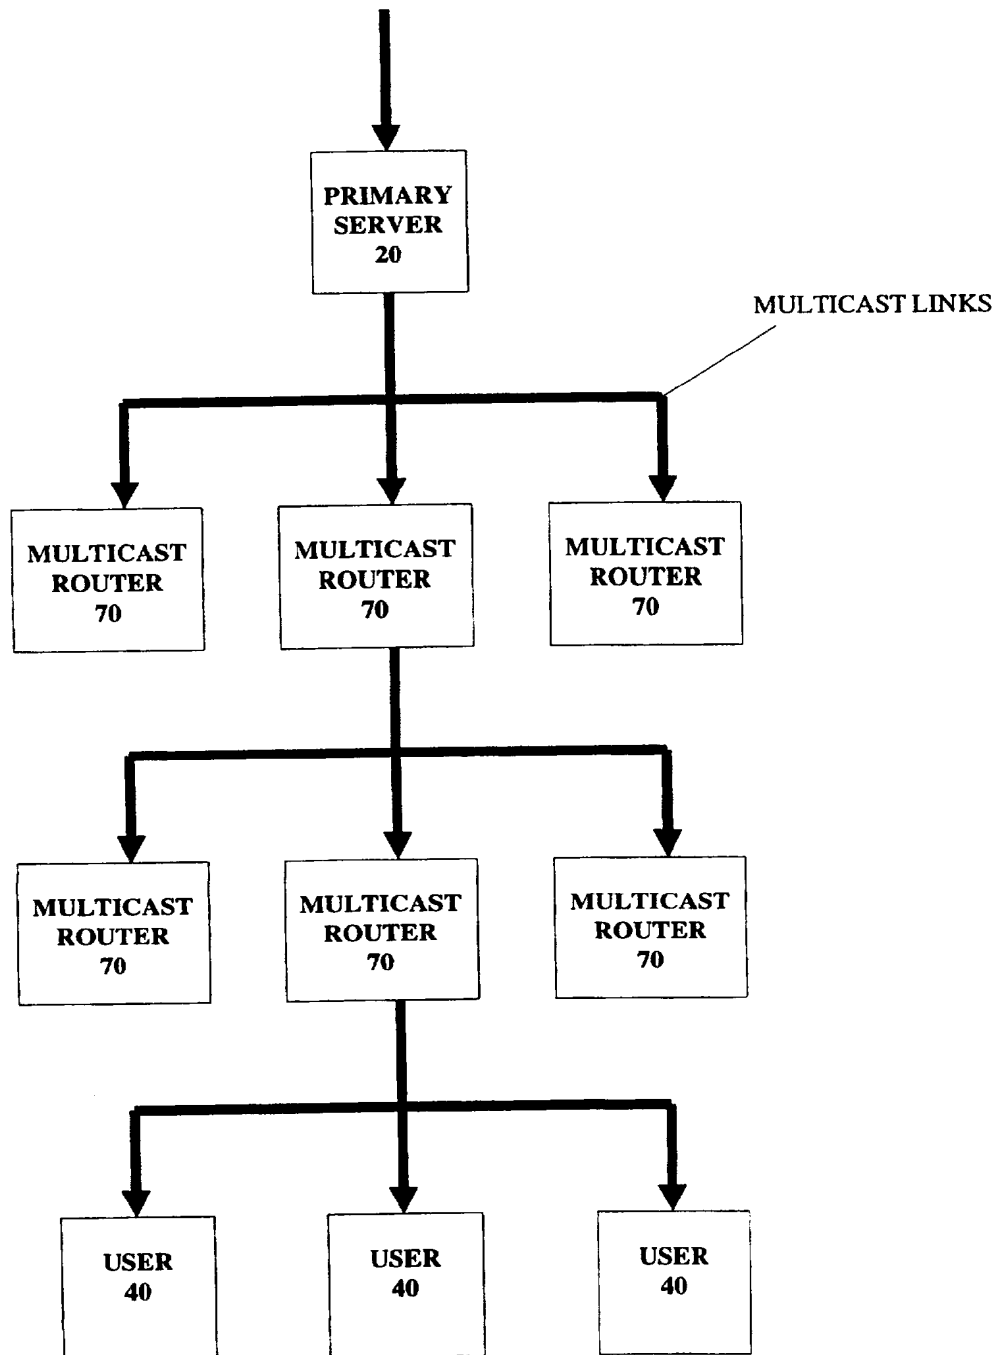 PRIMARY
SERVER
20
MULTICAST LINKS
MULTICAST
ROUTER
70
MULTICAST
ROUTER
70
MULTICAST
ROUTER
70
MULTICAST
ROUTER
70
MULTICAST
ROUTER
70
MULTICAST
ROUTER
70
USER
40
USER
40
USER
40